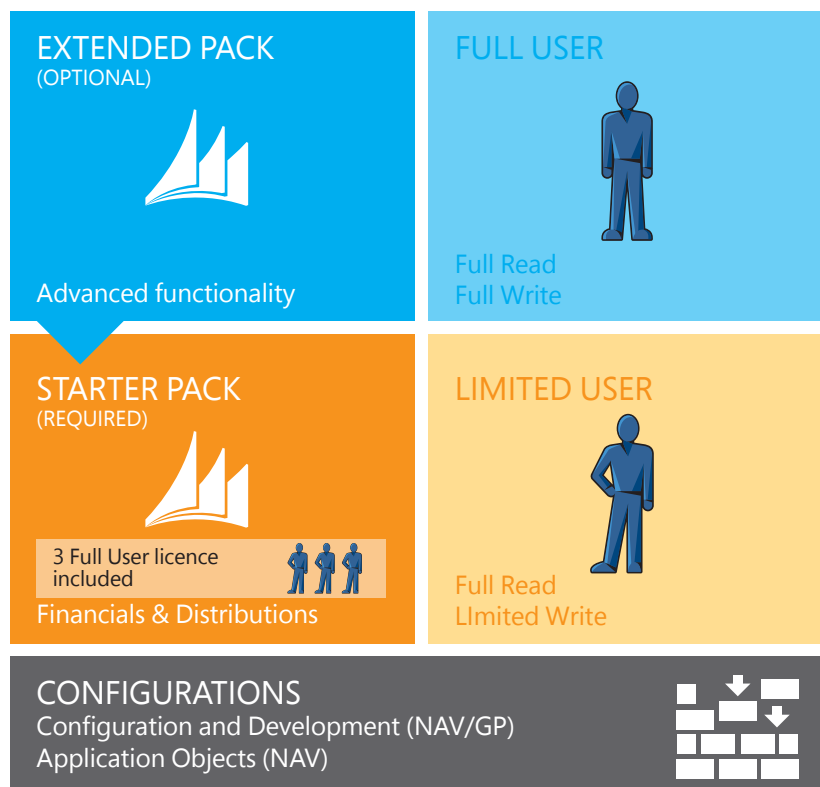 EXTENDED PACK
(OPTIONAL)
Advanced functionality
FULL USER
Full Read
Full Write
STARTER PACK
(REQUIRED)
3 Full User licence
included
Financials & Distributions
LIMITED USER
Full Read
LImited Write
CONFIGURATIONS
Configuration and Development (NAV/GP)
Application Objects (NAV)